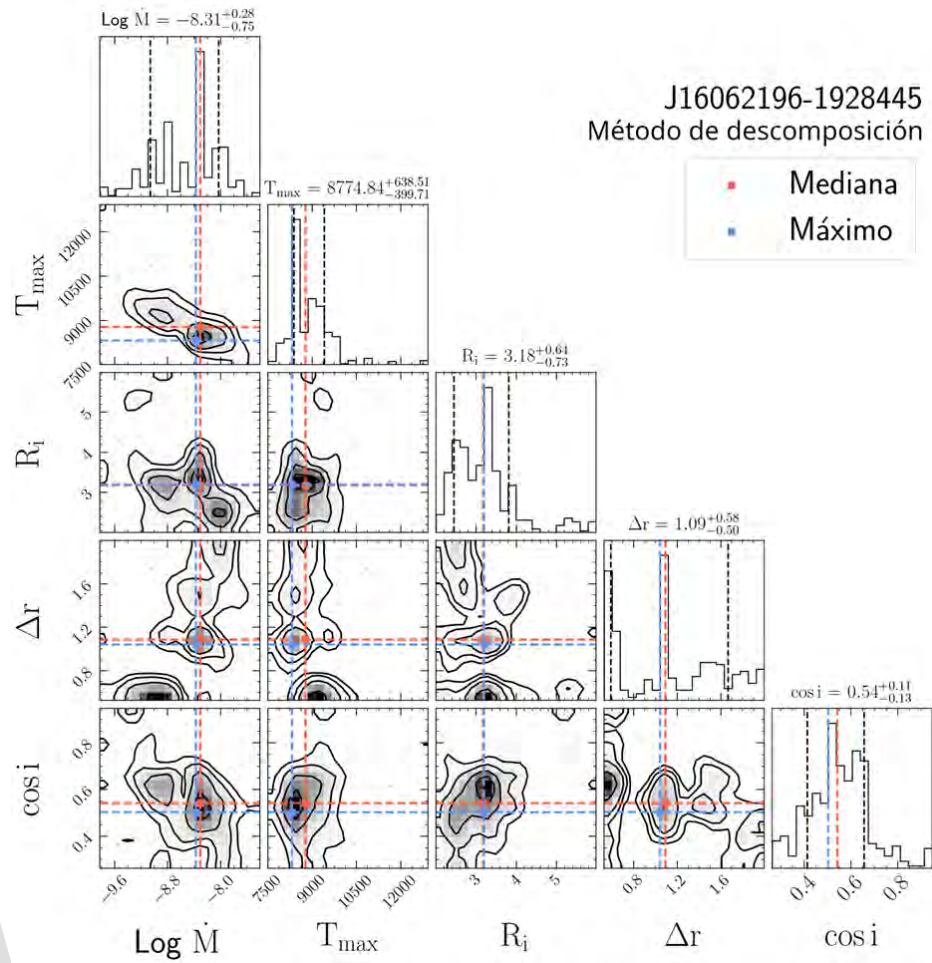 Log Ṁ = −8.31^{+0.28}_{−0.75}
J16062196-1928445
Método de descomposición
Mediana
Máximo
T_max = 8774.84^{+638.51}_{−399.71}
T_max
12000
10500
9000
7500
R_i = 3.18^{+0.64}_{−0.73}
R_i
5
4
3
Δr = 1.09^{+0.58}_{−0.50}
Δr
1.6
1.2
0.8
cos i = 0.54^{+0.11}_{−0.13}
cos i
0.8
0.6
0.4
−9.6 −8.8 −8.0 7500 9000 10500 12000 3 4 5 0.8 1.2 1.6 0.4 0.6 0.8
Log Ṁ T_max R_i Δr cos i